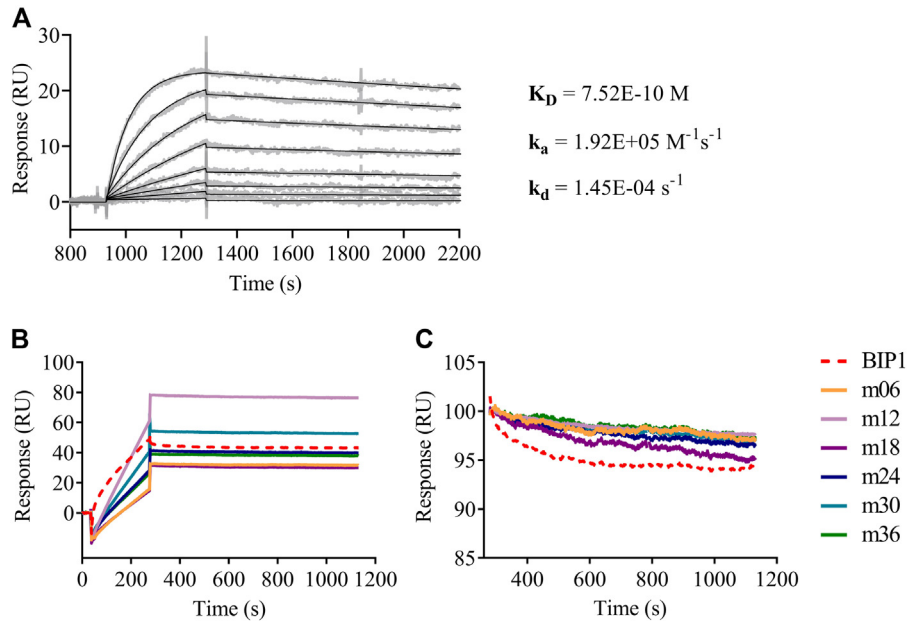 A
30
20
10
0
Response (RU)
800 1000 1200 1400 1600 1800 2000 2200
Time (s)
K_D = 7.52E-10 M
k_a = 1.92E+05 M⁻¹s⁻¹
k_d = 1.45E-04 s⁻¹
B
100
80
60
40
20
0
Response (RU)
0 200 400 600 800 1000 1200
Time (s)
C
105
100
95
90
85
Response (RU)
400 600 800 1000 1200
Time (s)
BIP1
m06
m12
m18
m24
m30
m36